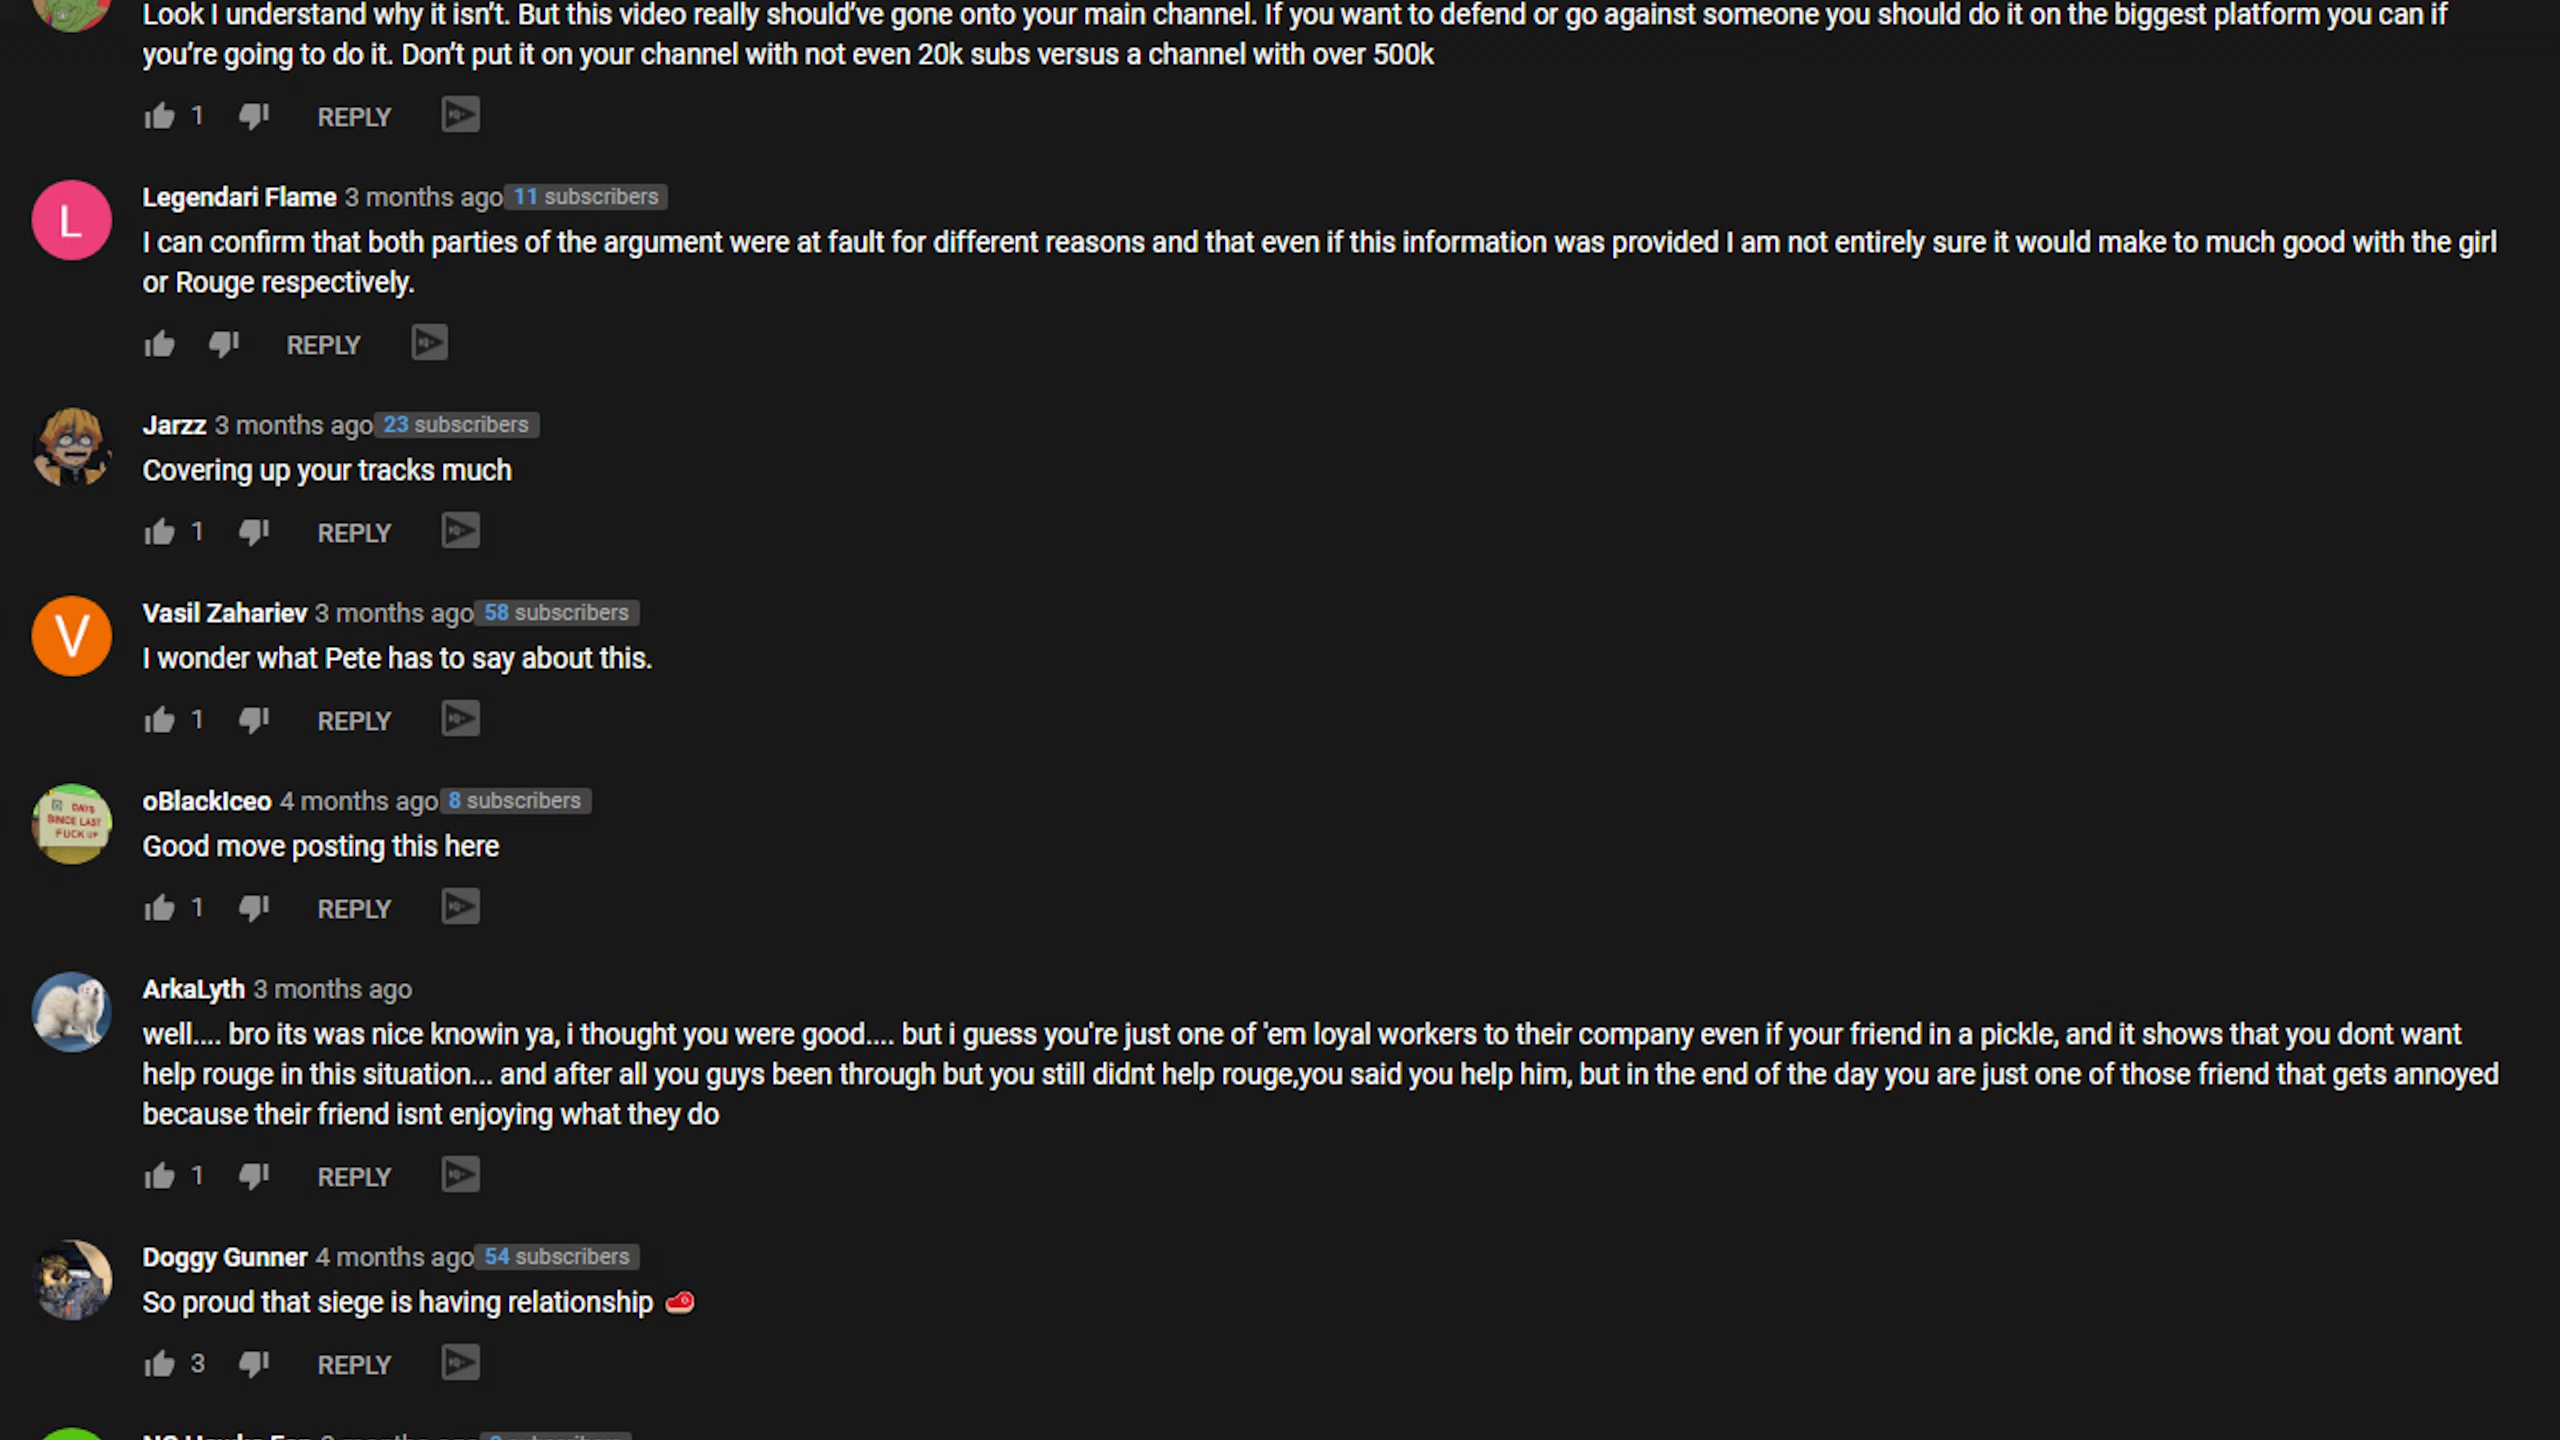 Look I understand why it isn't. But this video really should've gone onto your main channel. If you want to defend or go against someone you should do it on the biggest platform you can if
you're going to do it. Don't put it on your channel with not even 20k subs versus a channel with over 500k
1 REPLY
L
Legendari Flame 3 months ago 11 subscribers
I can confirm that both parties of the argument were at fault for different reasons and that even if this information was provided I am not entirely sure it would make to much good with the girl
or Rouge respectively.
REPLY
Jarzz 3 months ago 23 subscribers
Covering up your tracks much
1 REPLY
V
Vasil Zahariev 3 months ago 58 subscribers
I wonder what Pete has to say about this.
1 REPLY
DAYS
SINCE LAST
FUCK UP
oBlackIceo 4 months ago 8 subscribers
Good move posting this here
1 REPLY
ArkaLyth 3 months ago
well.... bro its was nice knowin ya, i thought you were good.... but i guess you're just one of 'em loyal workers to their company even if your friend in a pickle, and it shows that you dont want
help rouge in this situation... and after all you guys been through but you still didnt help rouge,you said you help him, but in the end of the day you are just one of those friend that gets annoyed
because their friend isnt enjoying what they do
1 REPLY
Doggy Gunner 4 months ago 54 subscribers
So proud that siege is having relationship 🥩
3 REPLY